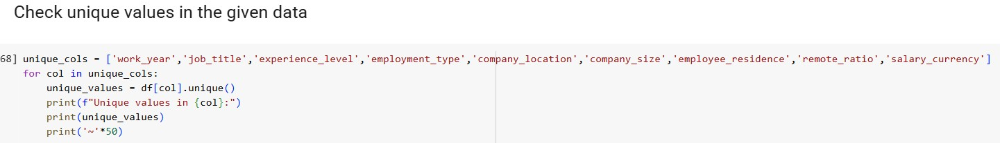 Check unique values in the given data
68] unique_cols = ['work_year','job_title','experience_level','employment_type','company_location','company_size','employee_residence','remote_ratio','salary_currency']
for col in unique_cols:
    unique_values = df[col].unique()
    print(f"Unique values in {col}:")
    print(unique_values)
    print('~'*50)